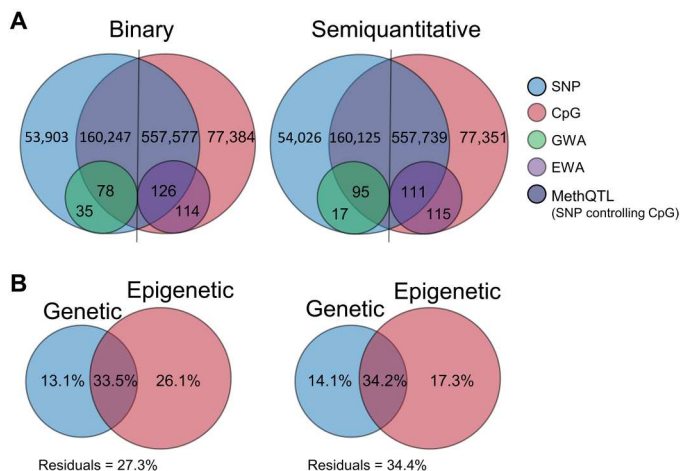 A
Binary
Semiquantitative
53,903 160,247 557,577 77,384
78 126
35 114
54,026 160,125 557,739 77,351
95 111
17 115
SNP
CpG
GWA
EWA
MethQTL
(SNP controlling CpG)
B
Genetic
Epigenetic
13.1% 33.5% 26.1%
Residuals = 27.3%
Genetic
Epigenetic
14.1% 34.2% 17.3%
Residuals = 34.4%